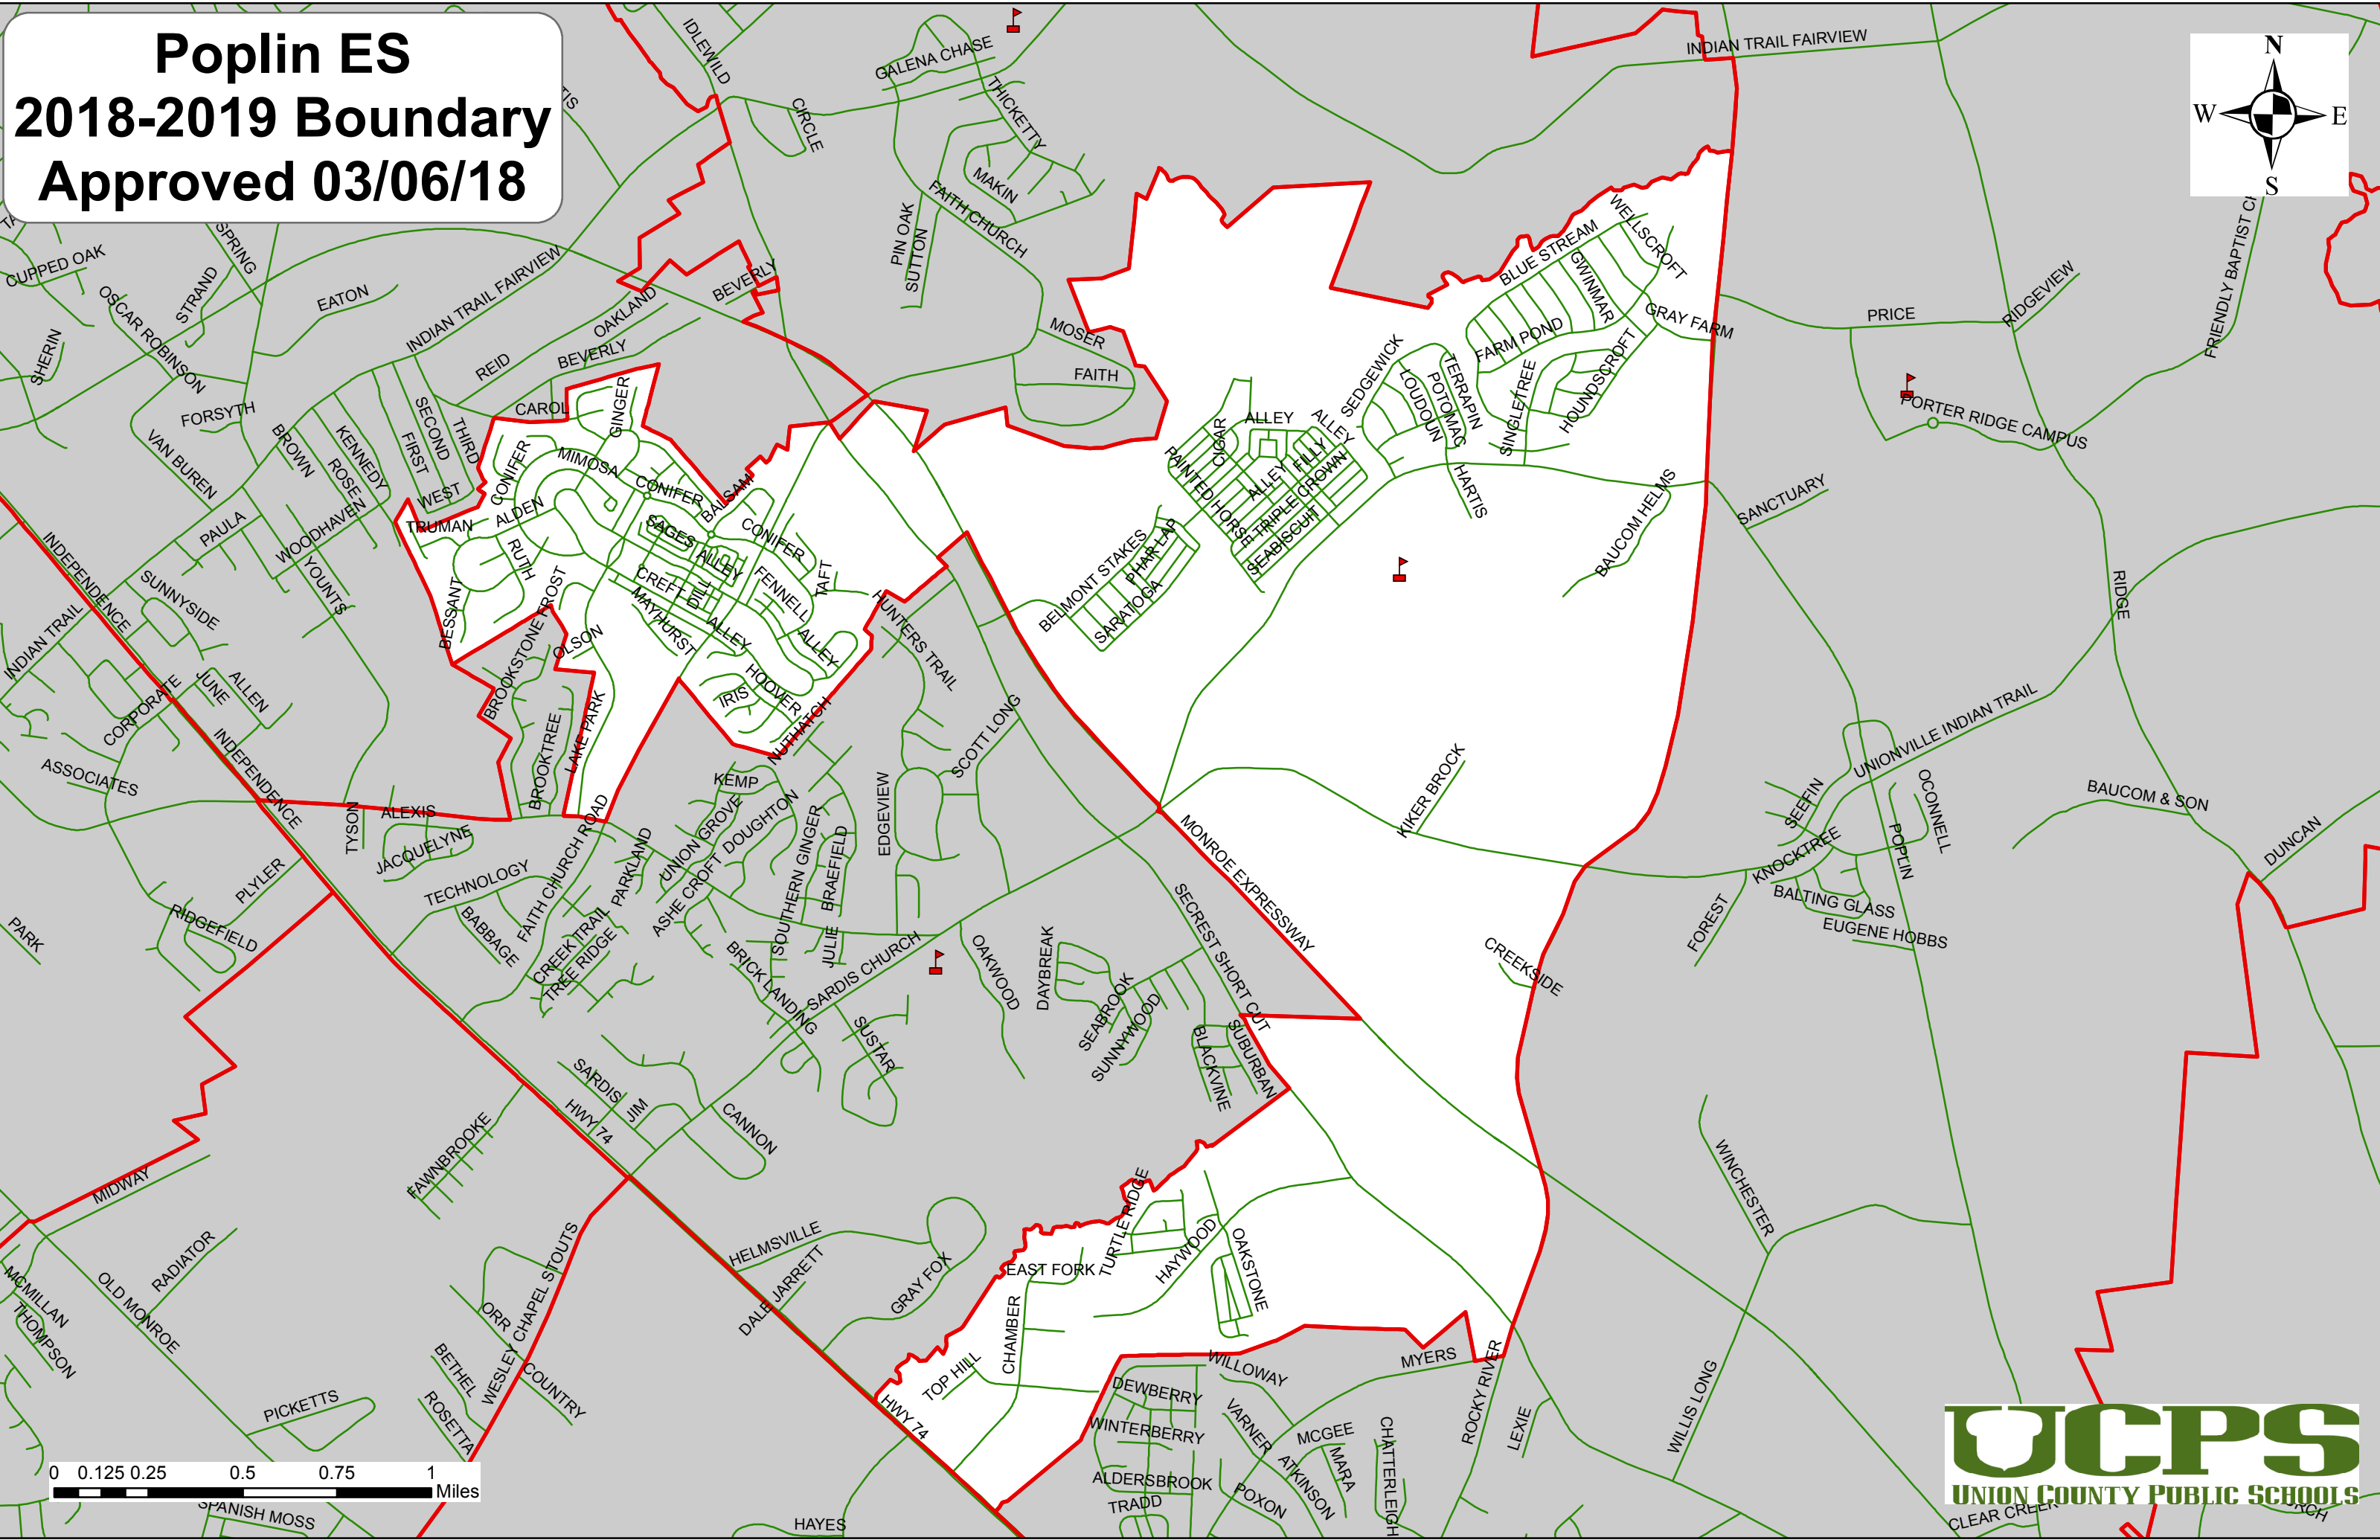 Poplin ES
2018-2019 Boundary
Approved 03/06/18
N
W
E
S
IDLEWILD
GALENA CHASE
CIRCLE
THICKETTY
MAKIN
FAITH CHURCH
PIN OAK
SUTTON
INDIAN TRAIL FAIRVIEW
CUPPED OAK
SPRING
STRAND
OSCAR ROBINSON
EATON
SHERIN
INDIAN TRAIL FAIRVIEW
REID
OAKLAND
BEVERLY
BEVERLY
MOSER
FAITH
WELLSCROFT
BLUE STREAM
GWINMAR
GRAY FARM
FARM POND
HOUNDSCROFT
SINGLETREE
TERRAPIN
POTOMAC
LOUDOUN
SEDGEWICK
PRICE
RIDGEVIEW
PORTER RIDGE CAMPUS
FORSYTH
VAN BUREN
BROWN
KENNEDY
ROSE
FIRST
SECOND
THIRD
WEST
CAROL
GINGER
CONIFER
MIMOSA
CONIFER
BALSAM
CONIFER
ALDEN
TRUMAN
RUTH
BESSANT
SAGES
ALLEY
CREFT
DILL
FENNELL
TAFT
MAYHURST
ALLEY
ALLEY
HOOVER
IRIS
NUTHATCH
FROST
OLSON
BROOKSTONE
BROOKTREE
LAKE PARK
PAULA
WOODHAVEN
YOUNTS
SUNNYSIDE
INDEPENDENCE
INDIAN TRAIL
CORPORATE
JUNE
ALLEN
INDEPENDENCE
INDEPENDENCE
ASSOCIATES
CIGAR
ALLEY
ALLEY
FILLY
ALLEY
TRIPLE CROWN
PAINTED HORSE
SEABISCUIT
BELMONT STAKES
PHAR LAP
SARATOGA
HARTIS
BAUCOM HELMS
SANCTUARY
RIDGE
HUNTERS TRAIL
SCOTT LONG
EDGEVIEW
KEMP
UNION GROVE
DOUGHTON
ASHE CROFT
SOUTHERN GINGER
BRAEFIELD
JULIE
BRICK LANDING
SARDIS CHURCH
OAKWOOD
DAYBREAK
SEABROOK
SUNNYWOOD
SUSTAR
TYSON
ALEXIS
JACQUELYNE
TECHNOLOGY
BABBAGE
FAITH CHURCH ROAD
PARKLAND
CREEK TRAIL
TREE RIDGE
PLYLER
RIDGEFIELD
PARK
MONROE EXPRESSWAY
SECREST SHORT CUT
BLACKVINE
SUBURBAN
KIKER BROCK
CREEKSIDE
UNIONVILLE INDIAN TRAIL
SEEFIN
KNOCKTREE
BALTING GLASS
EUGENE HOBBS
OCONNELL
POPLIN
FOREST
BAUCOM & SON
DUNCAN
SARDIS
JIM
HWY 74
CANNON
FAWNBROOKE
MIDWAY
RADIATOR
OLD MONROE
MCMILLAN
THOMPSON
PICKETTS
SPANISH MOSS
WESLEY CHAPEL STOUTS
ORR
COUNTRY
BETHEL
ROSETTA
HELMSVILLE
DALE JARRETT
GRAY FOX
HWY 74
HAYES
TOP HILL
CHAMBER
EAST FORK
TURTLE RIDGE
HAYWOOD
OAKSTONE
WILLOWAY
MYERS
DEWBERRY
WINTERBERRY
VARNER
MCGEE
MARA
ATKINSON
POXON
ALDERSBROOK
TRADD
CHATTERLEIGH
ROCKY RIVER
LEXIE
WILLIS LONG
WINCHESTER
CLEAR CREEK
0 0.125 0.25 0.5 0.75 1
Miles
UCPS
UNION COUNTY PUBLIC SCHOOLS